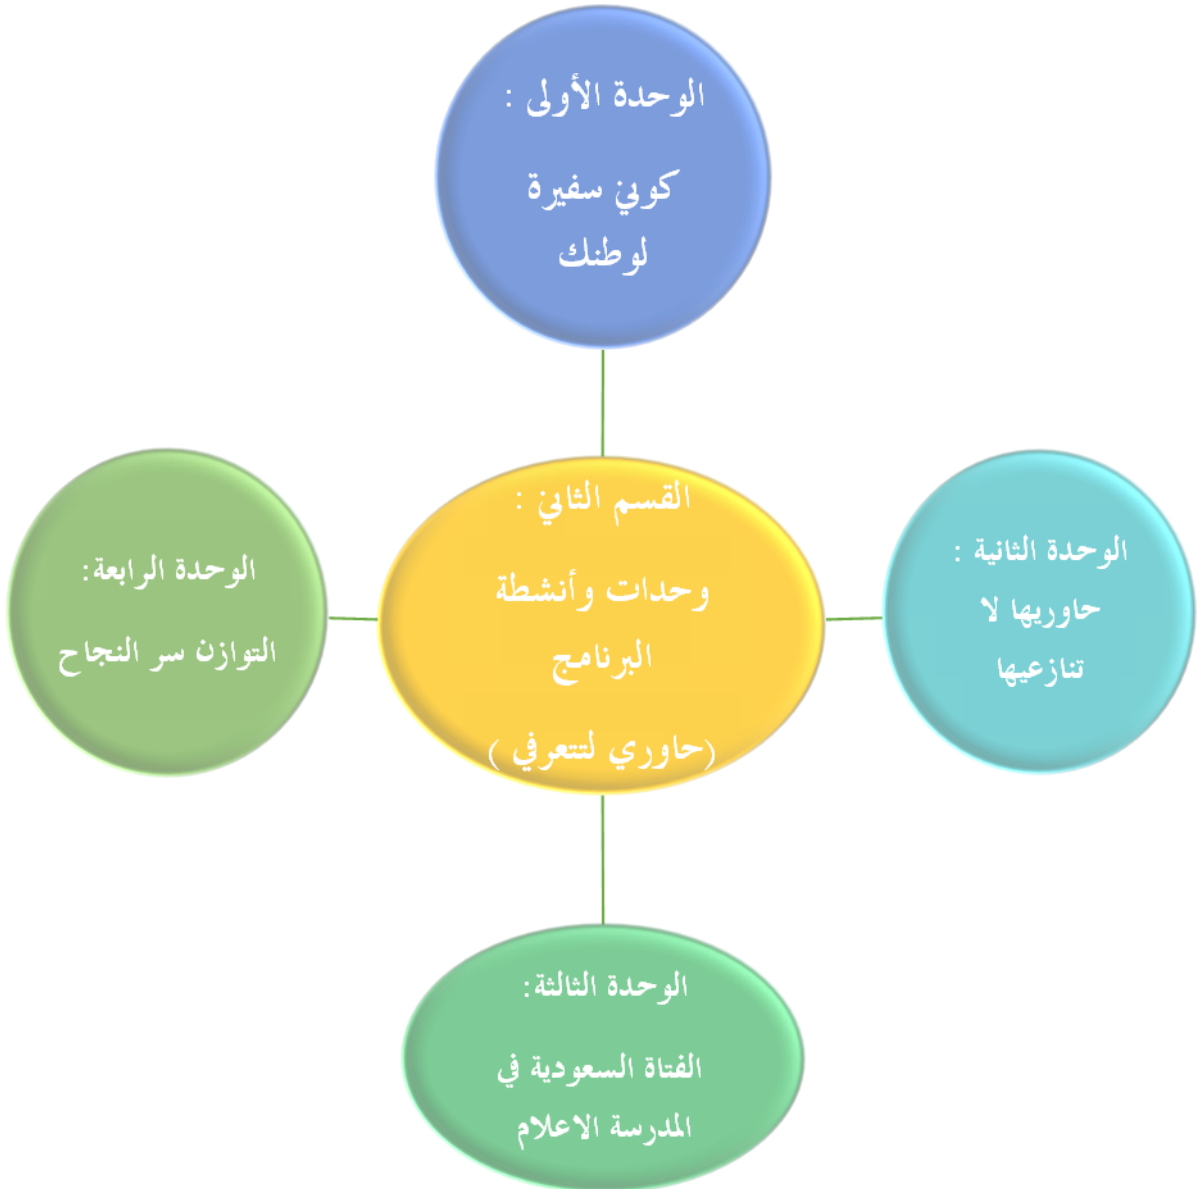 الوحدة الأولى :
كوني سفيرة
لوطنك
القسم الثاني :
وحدات وأنشطة
البرنامج
(حاوري لتتعرفي )
الوحدة الثانية :
حاوريها لا
تنازعيها
الوحدة الثالثة:
الفتاة السعودية في
المدرسة الاعلام
الوحدة الرابعة:
التوازن سر النجاح